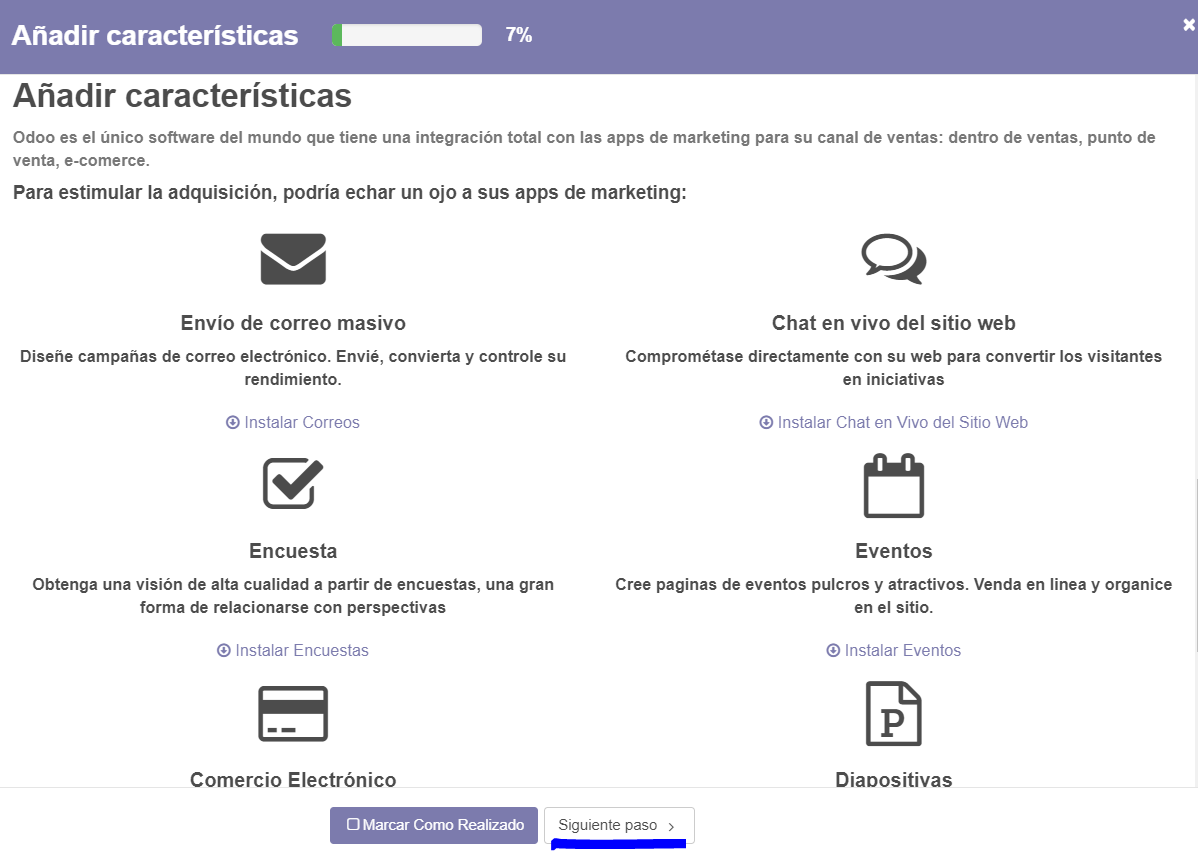 Añadir características 7%
Añadir características
Odoo es el único software del mundo que tiene una integración total con las apps de marketing para su canal de ventas: dentro de ventas, punto de
venta, e-comerce.
Para estimular la adquisición, podría echar un ojo a sus apps de marketing:
Envío de correo masivo
Diseñe campañas de correo electrónico. Envié, convierta y controle su
rendimiento.
Instalar Correos
Chat en vivo del sitio web
Comprométase directamente con su web para convertir los visitantes
en iniciativas
Instalar Chat en Vivo del Sitio Web
Encuesta
Obtenga una visión de alta cualidad a partir de encuestas, una gran
forma de relacionarse con perspectivas
Instalar Encuestas
Eventos
Cree paginas de eventos pulcros y atractivos. Venda en linea y organice
en el sitio.
Instalar Eventos
Comercio Electrónico
P
Diapositivas
Marcar Como Realizado
Siguiente paso